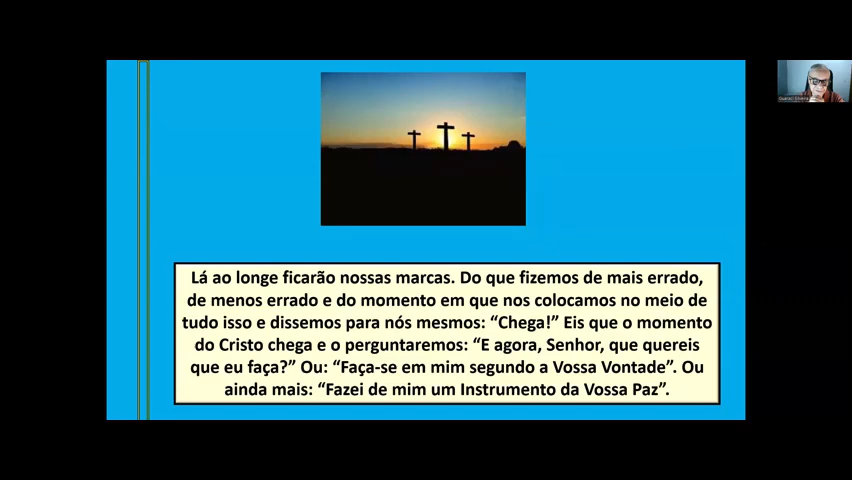 Lá ao longe ficarão nossas marcas. Do que fizemos de mais errado,
de menos errado e do momento em que nos colocamos no meio de
tudo isso e dissemos para nós mesmos: “Chega!” Eis que o momento
do Cristo chega e o perguntaremos: “E agora, Senhor, que quereis
que eu faça?” Ou: “Faça-se em mim segundo a Vossa Vontade”. Ou
ainda mais: “Fazei de mim um Instrumento da Vossa Paz”.